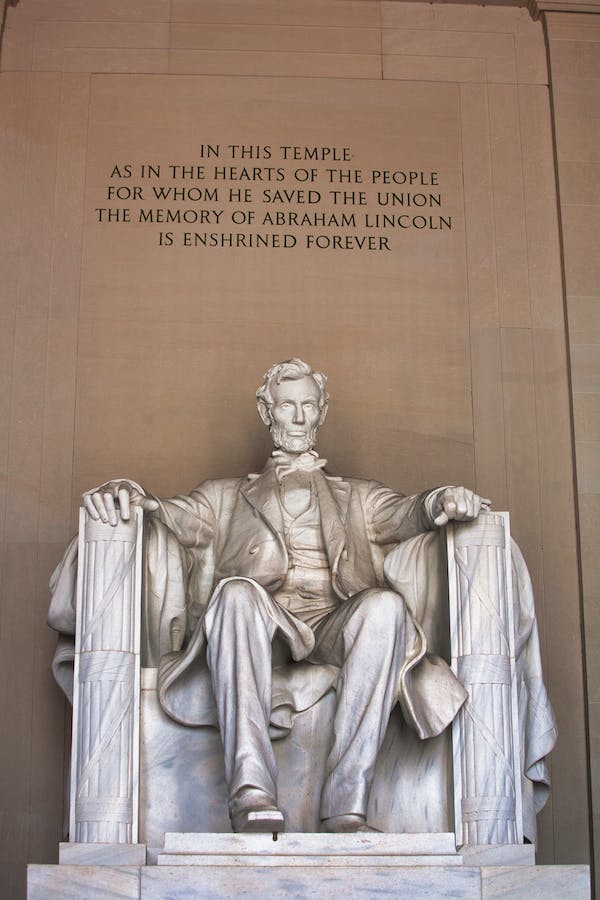 IN THIS TEMPLE
AS IN THE HEARTS OF THE PEOPLE
FOR WHOM HE SAVED THE UNION
THE MEMORY OF ABRAHAM LINCOLN
IS ENSHRINED FOREVER